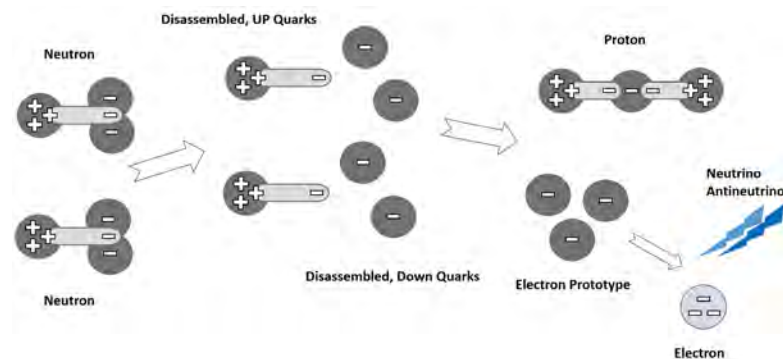 Disassembled, UP Quarks
Neutron
Proton
Neutrino
Antineutrino
Neutron
Disassembled, Down Quarks
Electron Prototype
Electron